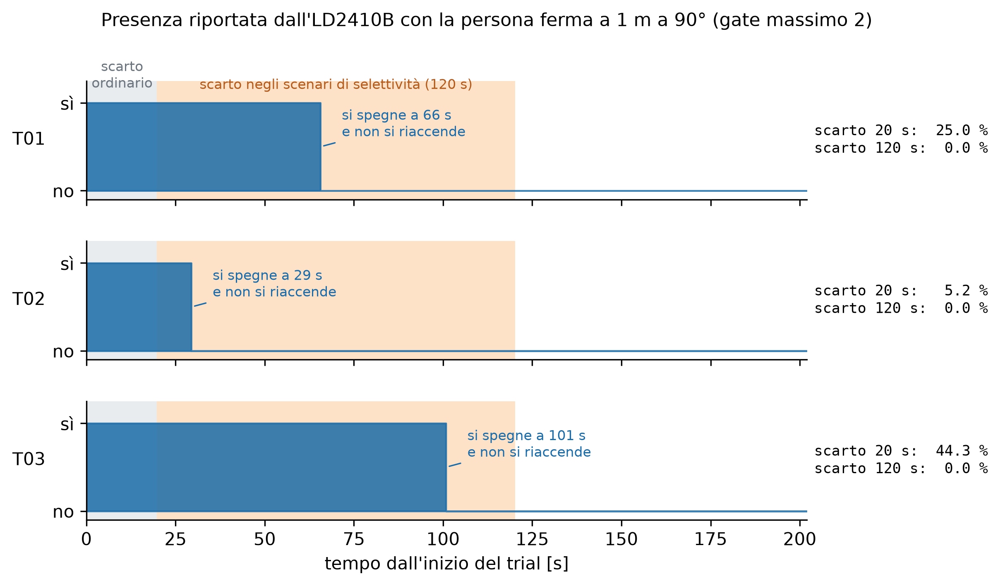 Presenza riportata dall'LD2410B con la persona ferma a 1 m a 90° (gate massimo 2)
scarto
ordinario
scarto negli scenari di selettività (120 s)
sì
si spegne a 66 s
e non si riaccende
T01
scarto 20 s:  25.0 %
scarto 120 s:  0.0 %
no
sì
si spegne a 29 s
e non si riaccende
T02
scarto 20 s:   5.2 %
scarto 120 s:  0.0 %
no
sì
si spegne a 101 s
e non si riaccende
T03
scarto 20 s:  44.3 %
scarto 120 s:  0.0 %
no
0 25 50 75 100 125 150 175 200
tempo dall'inizio del trial [s]